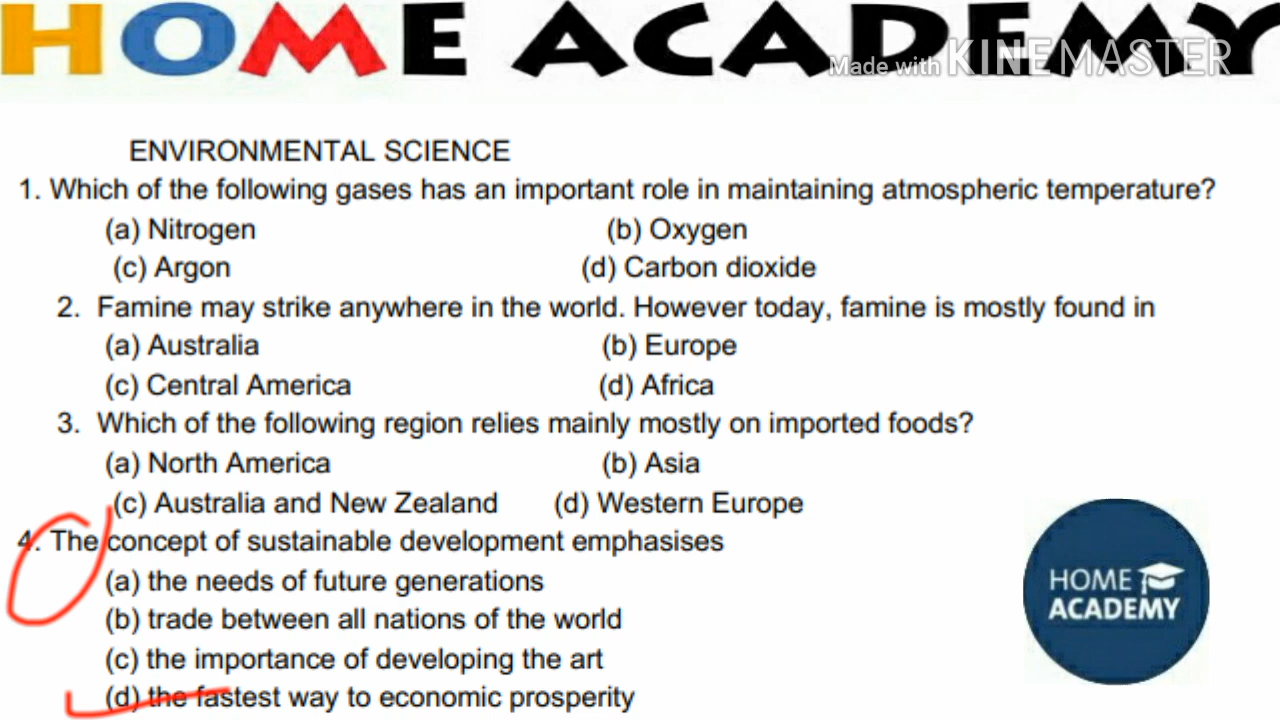 HOME ACADEMY
Made with KINEMASTER
ENVIRONMENTAL SCIENCE
1. Which of the following gases has an important role in maintaining atmospheric temperature?
(a) Nitrogen (b) Oxygen
(c) Argon (d) Carbon dioxide
2. Famine may strike anywhere in the world. However today, famine is mostly found in
(a) Australia (b) Europe
(c) Central America (d) Africa
3. Which of the following region relies mainly mostly on imported foods?
(a) North America (b) Asia
(c) Australia and New Zealand (d) Western Europe
4. The concept of sustainable development emphasises
(a) the needs of future generations
(b) trade between all nations of the world
(c) the importance of developing the art
(d) the fastest way to economic prosperity
HOME
ACADEMY